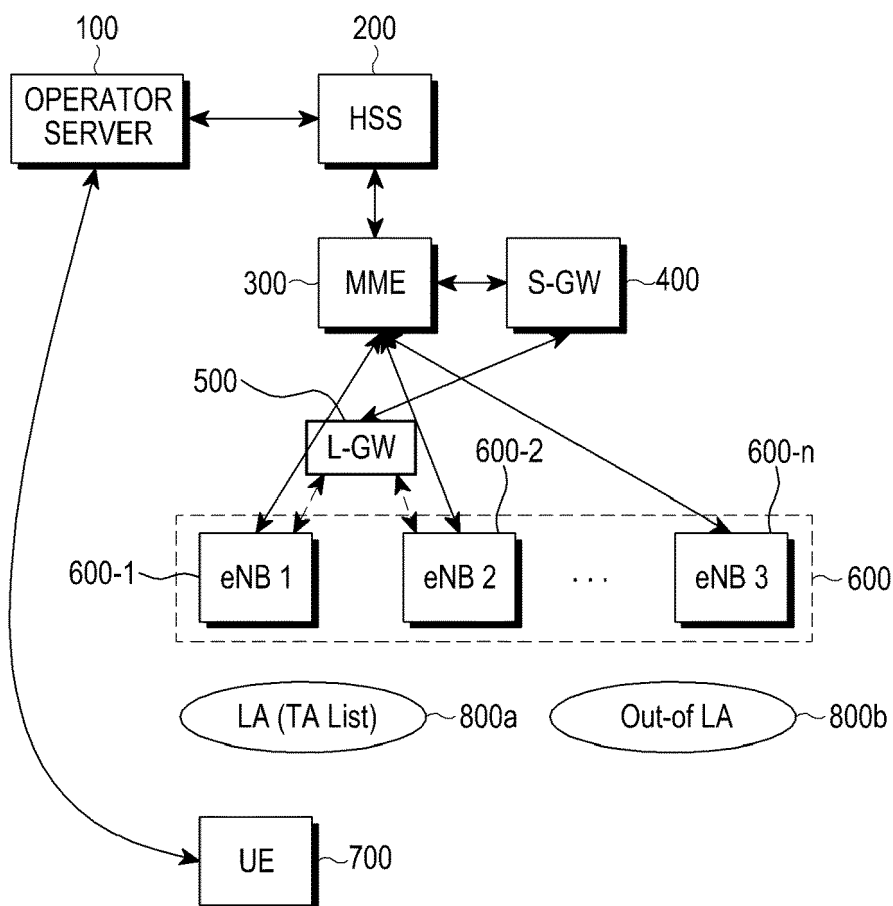 100
200
OPERATOR
SERVER
HSS
300
MME
S-GW
400
500
L-GW
600-2
600-n
600-1
eNB 1
eNB 2
...
eNB 3
600
LA (TA List)
800a
Out-of LA
800b
UE
700